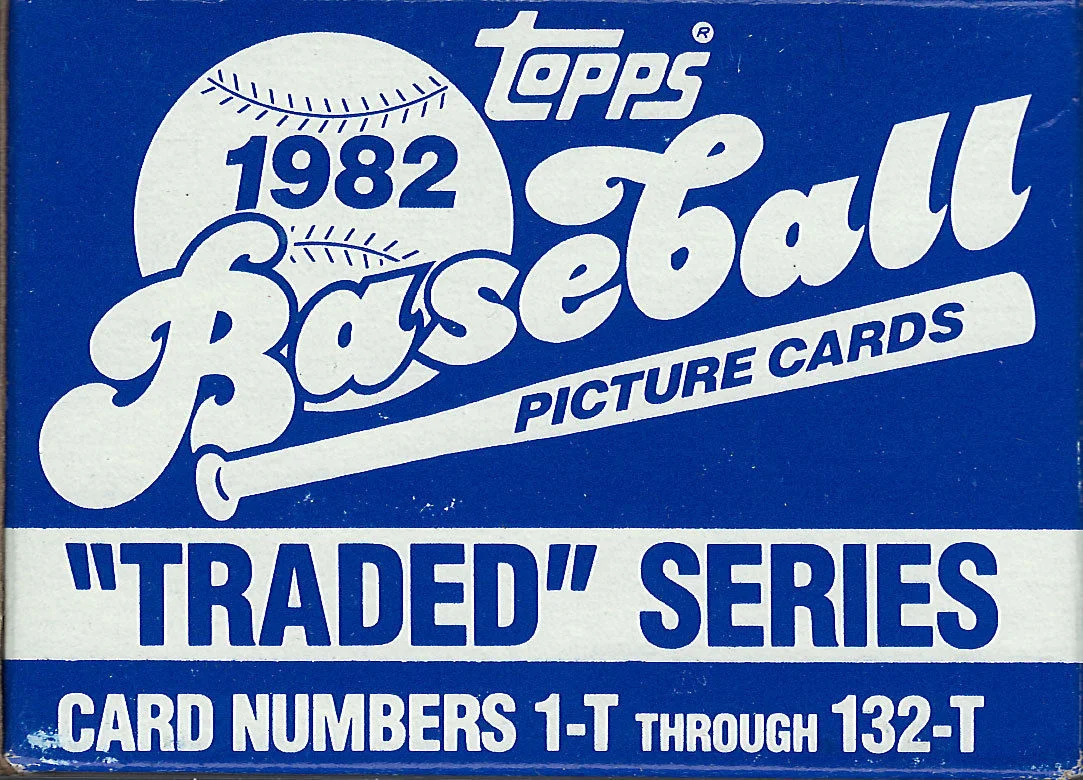 topps®
1982
Baseball
PICTURE CARDS
"TRADED" SERIES
CARD NUMBERS 1-T THROUGH 132-T